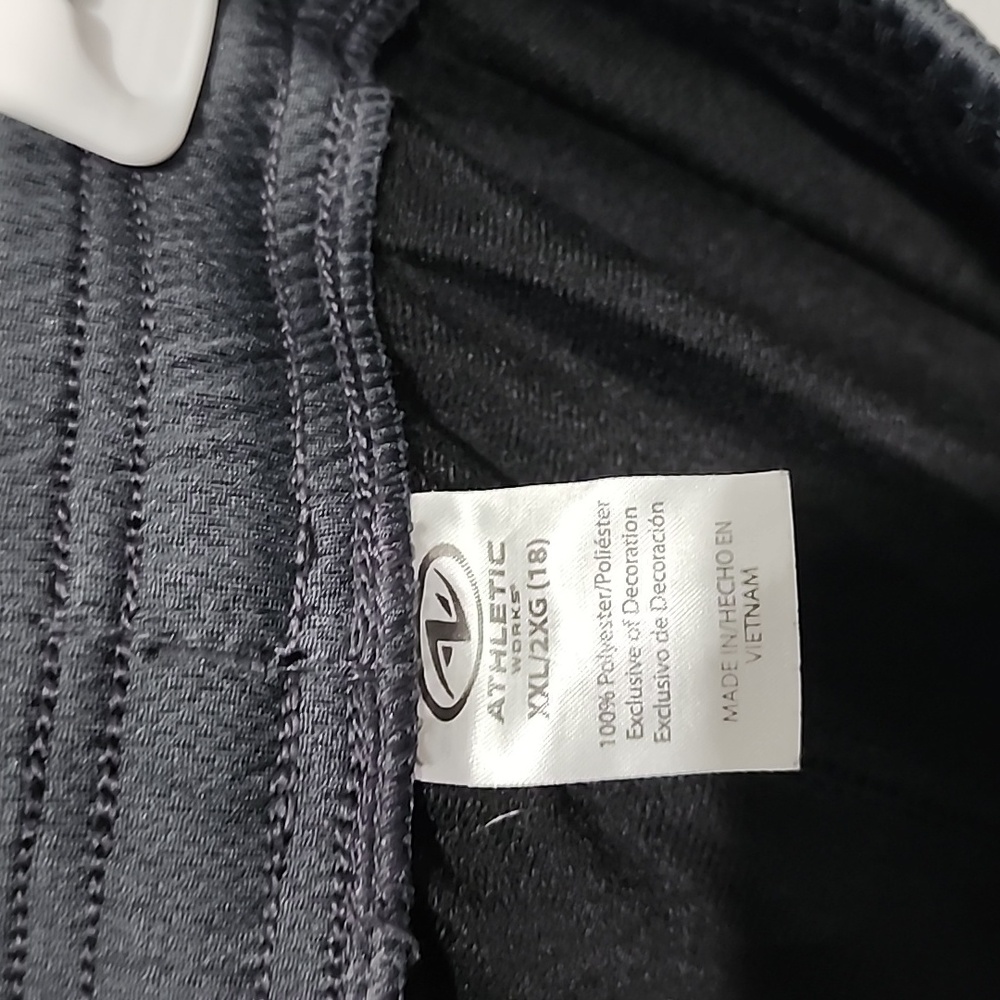 ATHLETIC
WORKS
XXL/2XG (18)
100% Polyester/Poliéster
Exclusive of Decoration
Exclusivo de Decoración
MADE IN/HECHO EN
VIETNAM